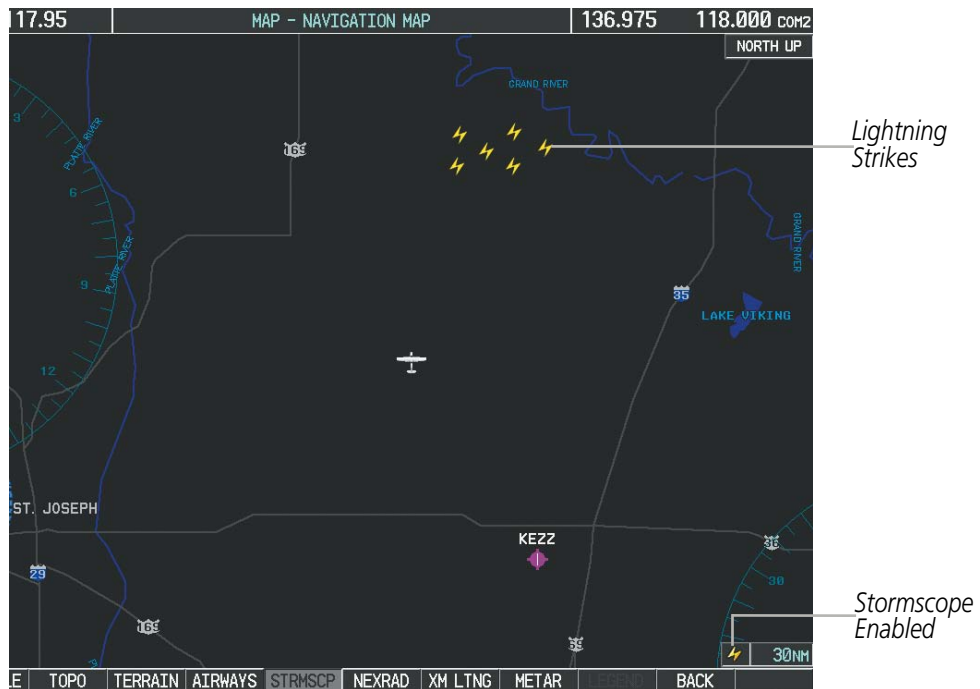 117.95 MAP - NAVIGATION MAP 136.975 118.000 COM2
NORTH UP
GRAND RIVER
3
PLATTE RIVER
169
Lightning
Strikes
6
GRAND RIVER
PLATTE RIVER
9
35
LAKE VIKING
12
ST. JOSEPH
KEZZ
36
29
30
Stormscope
Enabled
169
30NM
TOPO TERRAIN AIRWAYS STRMSCP NEXRAD XM LTNG METAR LEGEND BACK